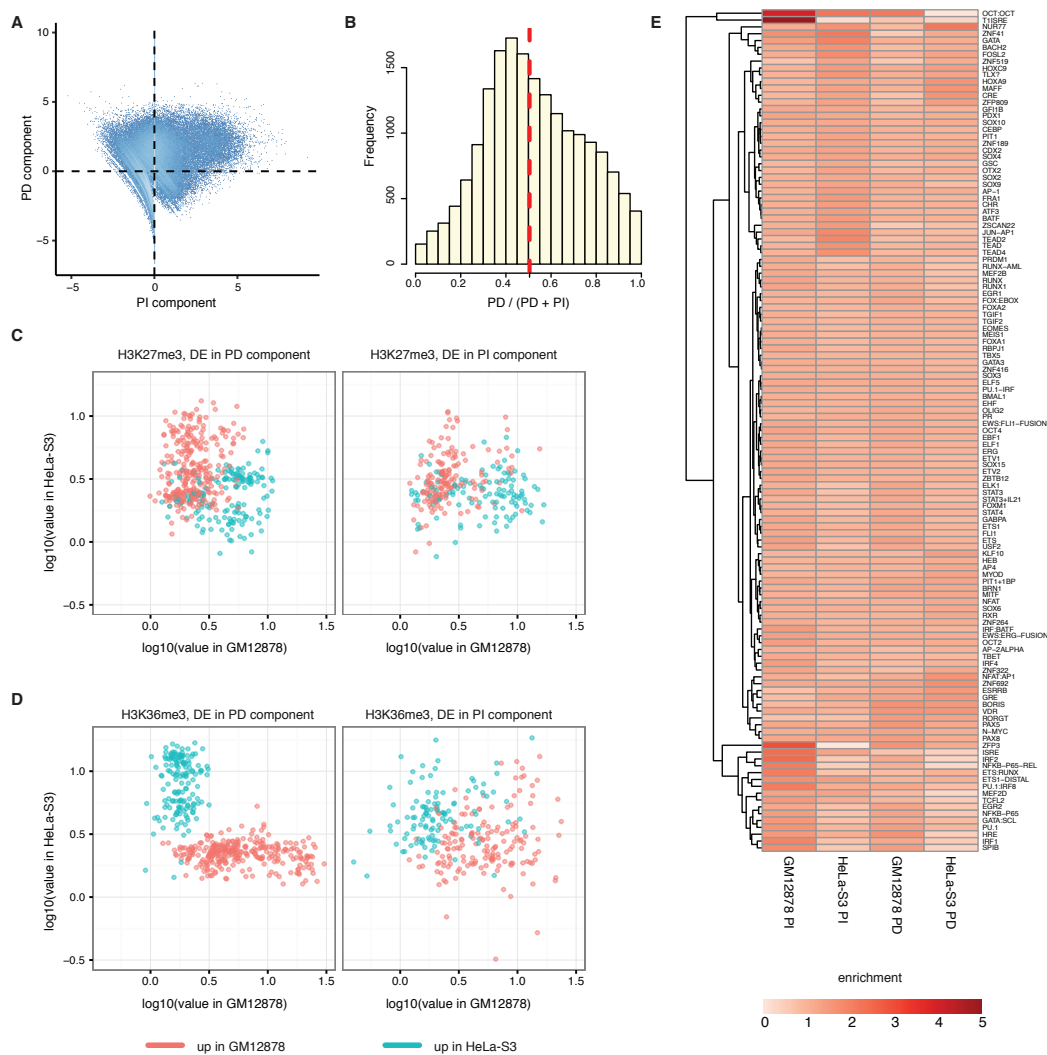 A
10
5
0
−5
PD component
−5
0
5
PI component
B
Frequency
0
500
1000
1500
0.0
0.2
0.4
0.6
0.8
1.0
PD / (PD + PI)
C
H3K27me3, DE in PD component
H3K27me3, DE in PI component
log10(value in HeLa-S3)
1.0
0.5
0.0
−0.5
0.0
0.5
1.0
1.5
0.0
0.5
1.0
1.5
log10(value in GM12878)
log10(value in GM12878)
D
H3K36me3, DE in PD component
H3K36me3, DE in PI component
log10(value in HeLa-S3)
1.0
0.5
0.0
−0.5
0.0
0.5
1.0
1.5
0.0
0.5
1.0
1.5
log10(value in GM12878)
log10(value in GM12878)
up in GM12878
up in HeLa-S3
E
OCT:OCT
T1ISRE
NUR77
ZNF41
GATA
BACH2
FOSL2
ZNF519
HOXC9
TLX?
HOXA9
MAFF
CRE
ZFP809
GFI1B
PDX1
SOX10
CEBP
PIT1
ZNF189
CDX2
SOX4
GSC
OTX2
SOX2
SOX9
AP−1
FRA1
CHR
ATF3
BATF
ZSCAN22
JUN−AP1
TEAD2
TEAD
TEAD4
PRDM1
RUNX−AML
MEF2B
RUNX
RUNX1
EGR1
FOX:EBOX
FOXA2
TGIF1
TGIF2
EOMES
MEIS1
FOXA1
RBPJ1
TBX5
GATA3
ZNF416
SOX3
ELF5
PU.1−IRF
BMAL1
EHF
OLIG2
PR
EWS:FLI1−FUSION
OCT4
EBF1
ELF1
ERG
ETV1
SOX15
ETV2
ZBTB12
ELK1
STAT3
STAT3+IL21
FOXM1
STAT4
GABPA
ETS1
FLI1
ETS
USF2
KLF10
HEB
AP4
MYOD
PIT1+1BP
BRN1
MITF
NFAT
SOX6
RXR
ZNF264
IRF:BATF
EWS:ERG−FUSION
OCT2
AP−2ALPHA
TBET
IRF4
ZNF322
NFAT:AP1
ZNF692
ESRRB
GRE
BORIS
VDR
RORGT
PAX5
N−MYC
PAX8
ZFP3
ISRE
IRF2
NFKB−P65−REL
ETS:RUNX
ETS1−DISTAL
PU.1:IRF8
MEF2D
TCFL2
EGR2
NFKB−P65
GATA:SCL
PU.1
HRE
IRF1
SPIB
GM12878 PI
HeLa-S3 PI
GM12878 PD
HeLa-S3 PD
enrichment
0
1
2
3
4
5